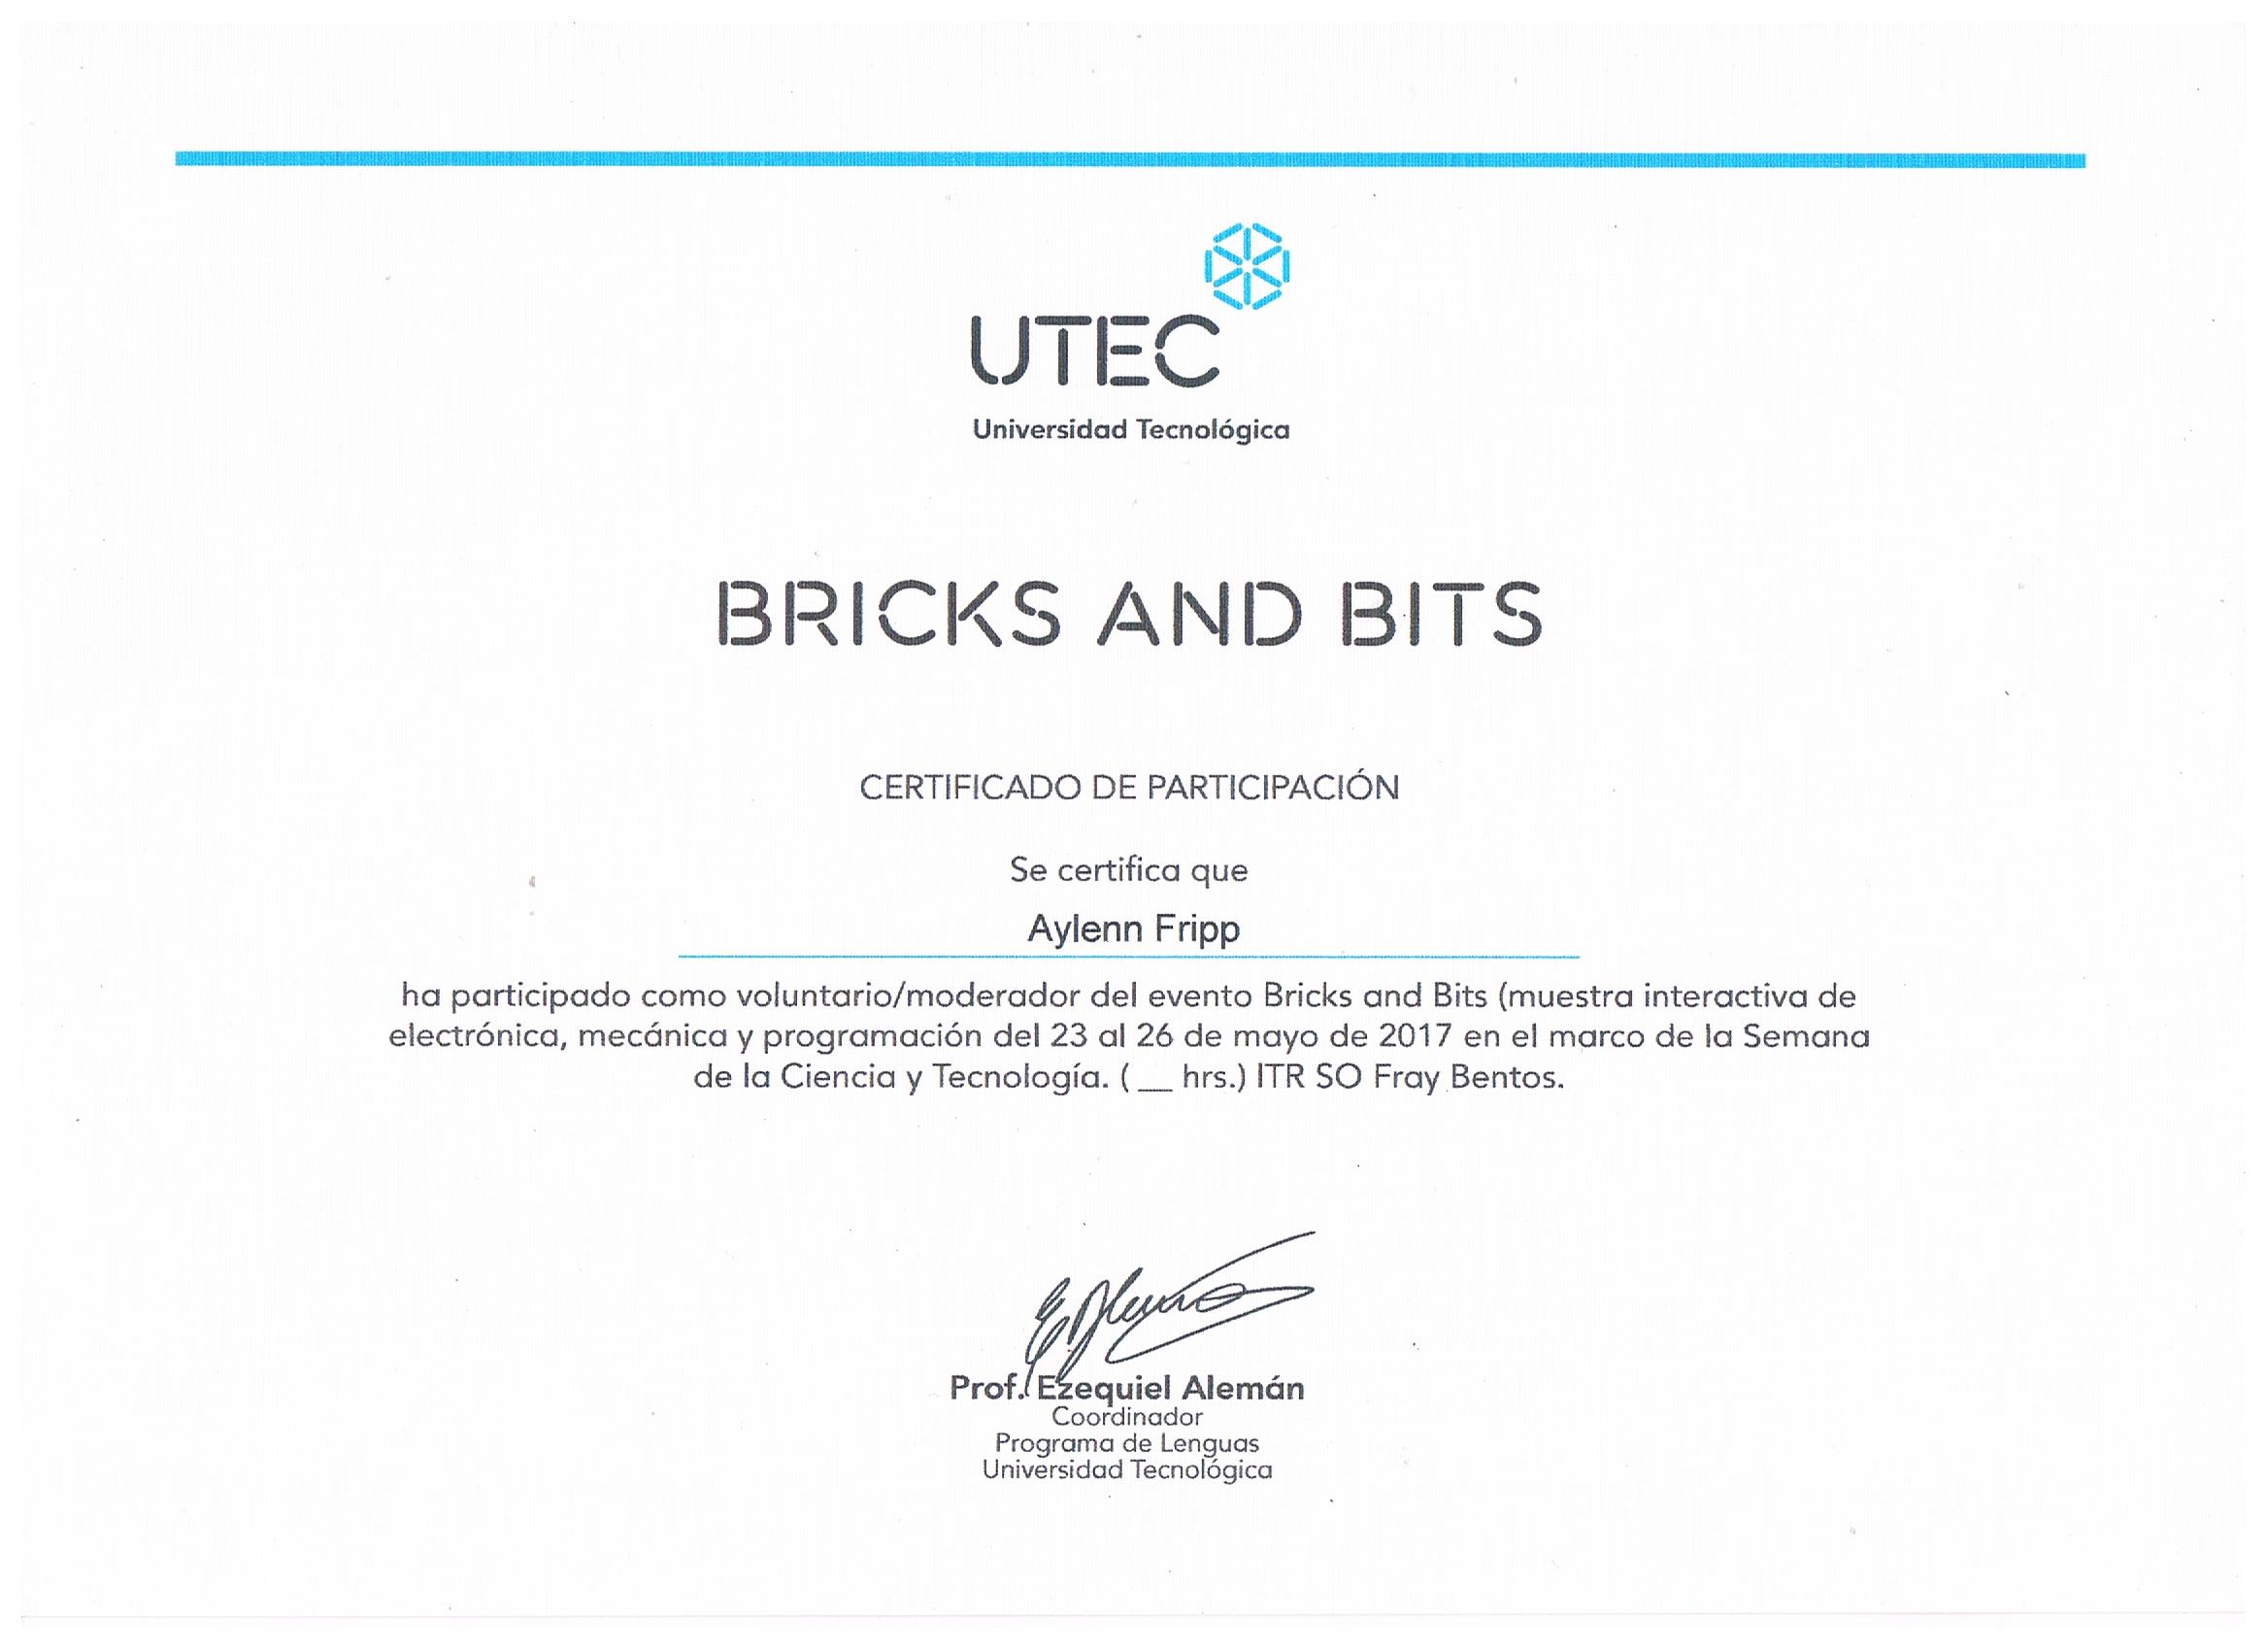 UTEC
Universidad Tecnológica
BRICKS AND BITS
CERTIFICADO DE PARTICIPACIÓN
Se certifica que
Aylenn Fripp
ha participado como voluntario/moderador del evento Bricks and Bits (muestra interactiva de
electrónica, mecánica y programación del 23 al 26 de mayo de 2017 en el marco de la Semana
de la Ciencia y Tecnología. ( __ hrs.) ITR SO Fray Bentos.
Prof. Ezequiel Alemán
Coordinador
Programa de Lenguas
Universidad Tecnológica